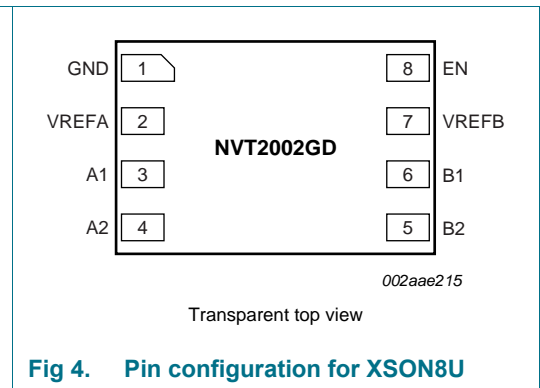 GND 1 8 EN
VREFA 2 7 VREFB
NVT2002GD
A1 3 6 B1
A2 4 5 B2
002aae215
Transparent top view
Fig 4. Pin configuration for XSON8U